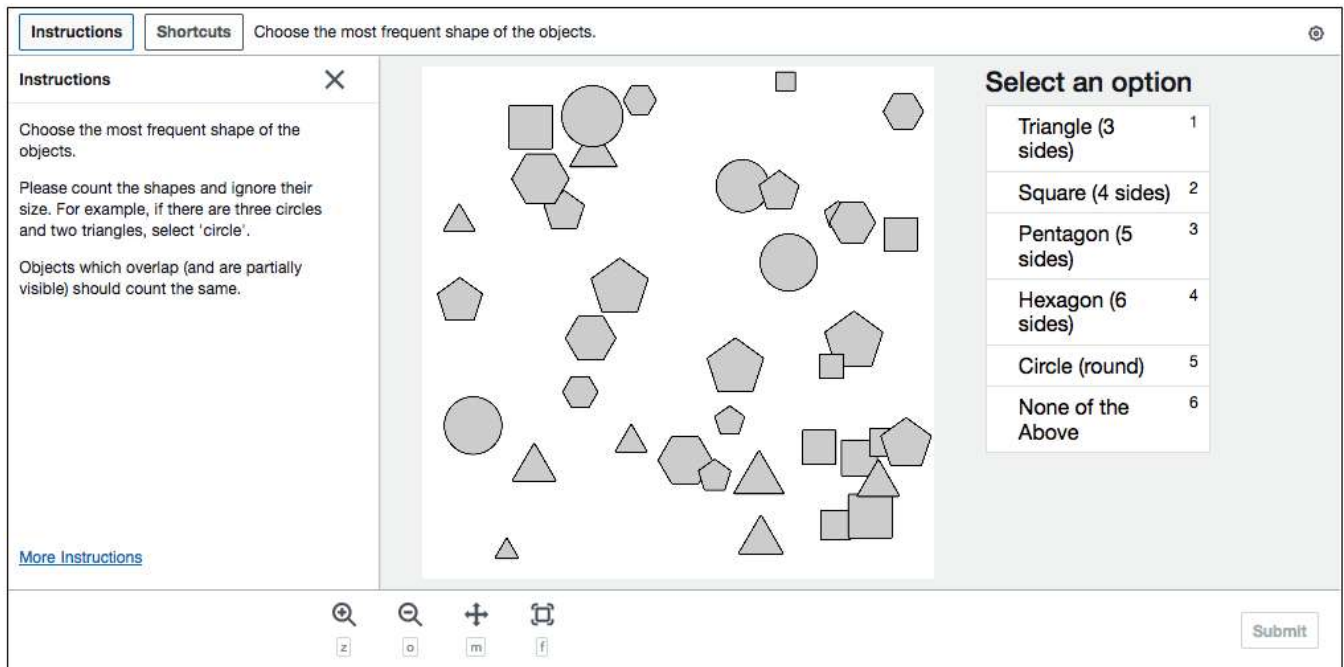 Instructions
Shortcuts
Choose the most frequent shape of the objects.
Instructions
Choose the most frequent shape of the
objects.
Please count the shapes and ignore their
size. For example, if there are three circles
and two triangles, select 'circle'.
Objects which overlap (and are partially
visible) should count the same.
More Instructions
Select an option
Triangle (3
sides)
1
Square (4 sides)
2
Pentagon (5
sides)
3
Hexagon (6
sides)
4
Circle (round)
5
None of the
Above
6
z
o
m
f
Submit